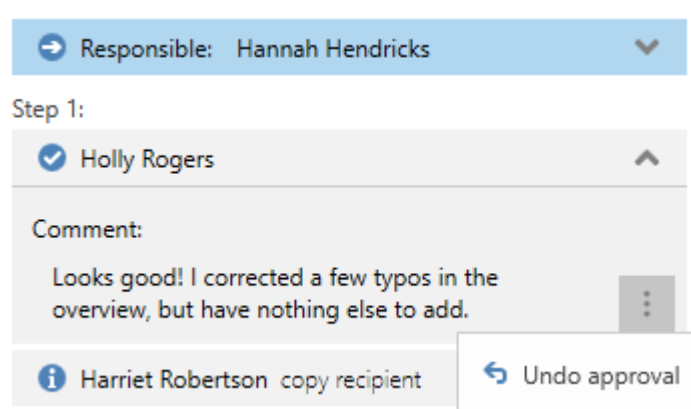 Responsible: Hannah Hendricks
Step 1:
Holly Rogers
Comment:
Looks good! I corrected a few typos in the
overview, but have nothing else to add.
Harriet Robertson copy recipient
Undo approval